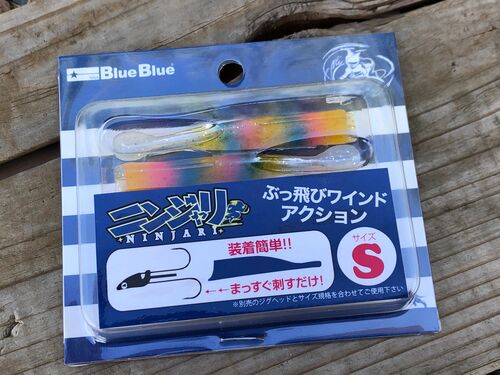 BlueBlue
ニンジャリ
NINJARI
ぶっ飛びワインド
アクション
装着簡単!!
←←まっすぐ刺すだけ!
サイズ
S
※別売のジグヘッドとサイズ規格を合わせてご使用下さい